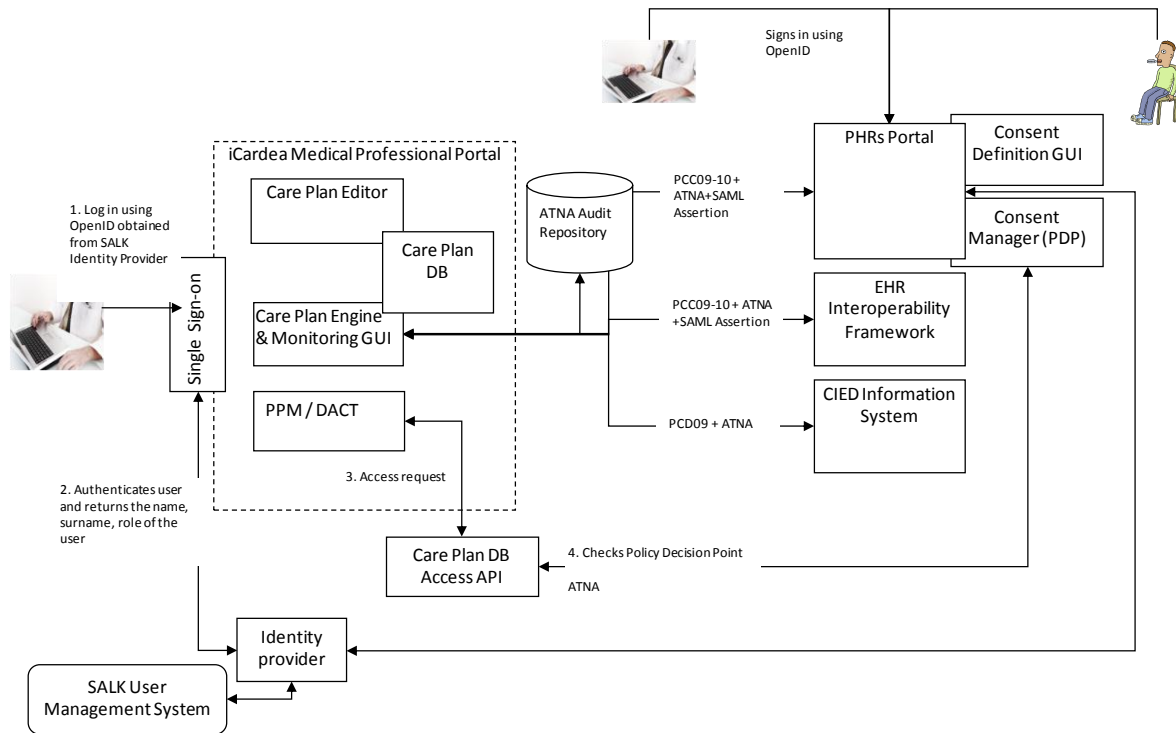 Signs in using
OpenID
iCardea Medical Professional Portal
PHRs Portal
Consent
Definition GUI
Care Plan Editor
PCC09-10 +
ATNA+SAML
Assertion
1. Log in using
OpenID obtained
from SALK
Identity Provider
ATNA Audit
Repository
Consent
Manager (PDP)
Care Plan
DB
Single Sign-on
EHR
Interoperability
Framework
PCC09-10 + ATNA
+SAML Assertion
Care Plan Engine
& Monitoring GUI
CIED Information
System
PPM / DACT
PCD09 + ATNA
3. Access request
2. Authenticates user
and returns the name,
surname, role of the
user
Care Plan DB
Access API
4. Checks Policy Decision Point
ATNA
Identity
provider
SALK User
Management System